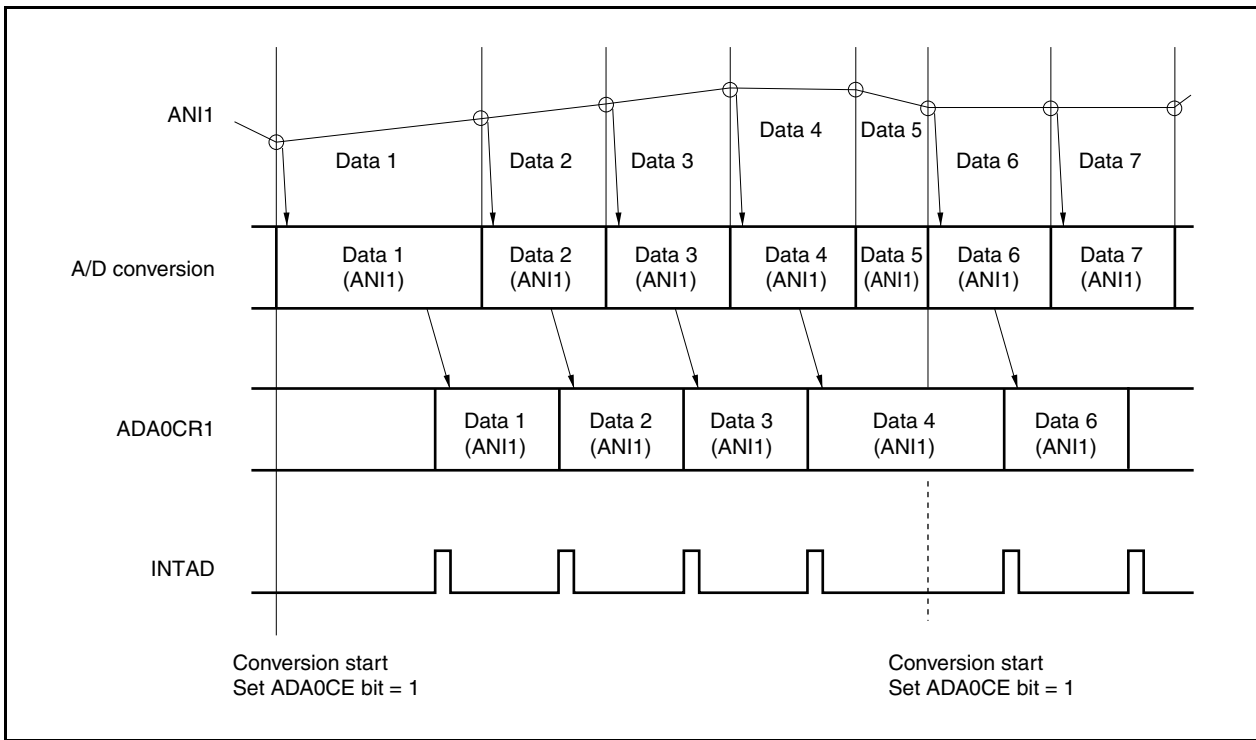 ANI1
Data 1
Data 2
Data 3
Data 4
Data 5
Data 6
Data 7
A/D conversion
Data 1
(ANI1)
Data 2
(ANI1)
Data 3
(ANI1)
Data 4
(ANI1)
Data 5
(ANI1)
Data 6
(ANI1)
Data 7
(ANI1)
ADA0CR1
Data 1
(ANI1)
Data 2
(ANI1)
Data 3
(ANI1)
Data 4
(ANI1)
Data 6
(ANI1)
INTAD
Conversion start
Set ADA0CE bit = 1
Conversion start
Set ADA0CE bit = 1